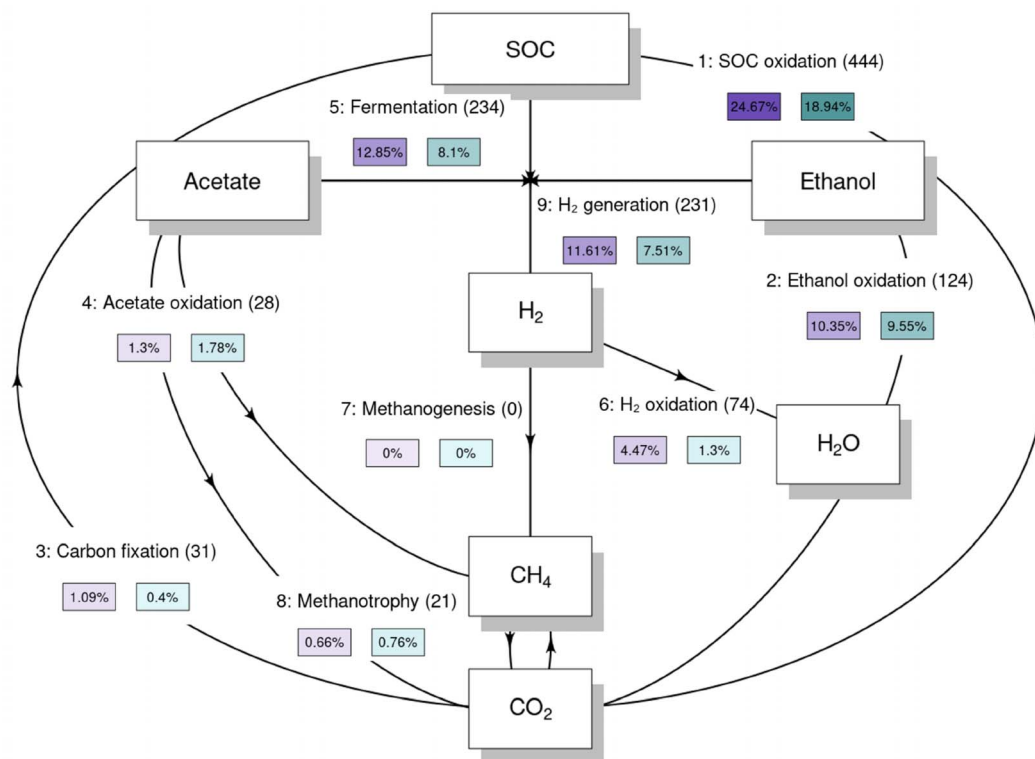 SOC
1: SOC oxidation (444)
24.67% 18.94%
5: Fermentation (234)
12.85% 8.1%
Acetate
Ethanol
9: H₂ generation (231)
11.61% 7.51%
2: Ethanol oxidation (124)
10.35% 9.55%
4: Acetate oxidation (28)
1.3% 1.78%
H₂
7: Methanogenesis (0)
0% 0%
6: H₂ oxidation (74)
4.47% 1.3%
H₂O
3: Carbon fixation (31)
1.09% 0.4%
CH₄
8: Methanotrophy (21)
0.66% 0.76%
CO₂